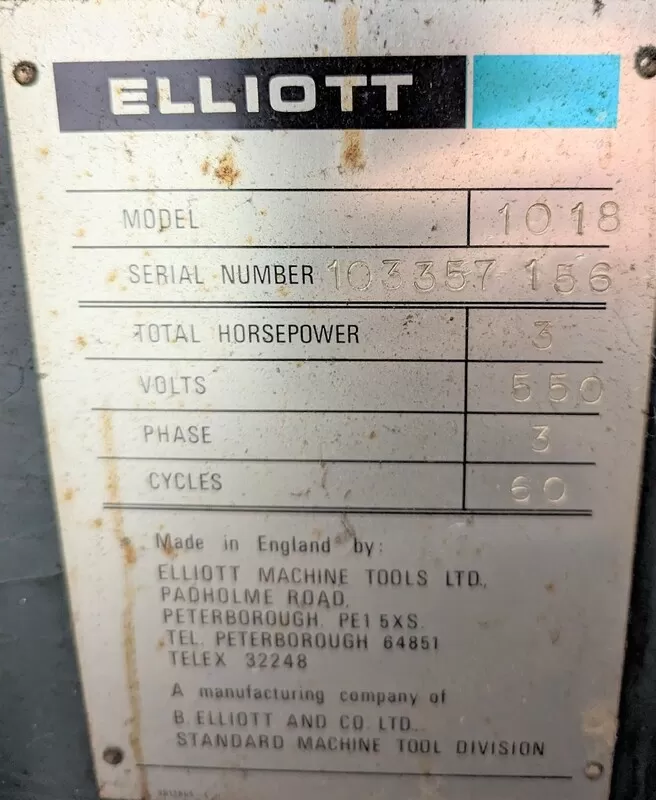 ELLIOTT
MODEL 1018
SERIAL NUMBER 103357-156
TOTAL HORSEPOWER 3
VOLTS 550
PHASE 3
CYCLES 60
Made in England by:
ELLIOTT MACHINE TOOLS LTD.,
PADHOLME ROAD,
PETERBOROUGH, PE1 5XS.
TEL. PETERBOROUGH 64851
TELEX 32248
A manufacturing company of
B. ELLIOTT AND CO. LTD.,
STANDARD MACHINE TOOL DIVISION